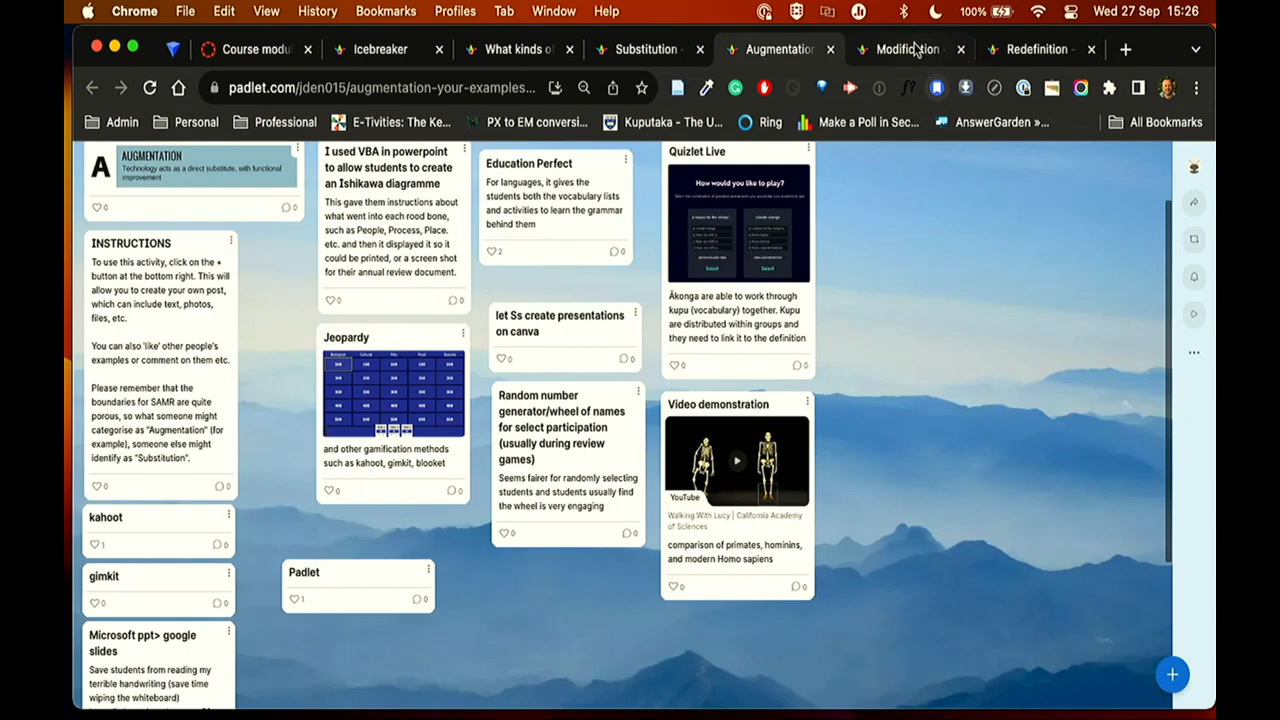 Chrome File Edit View History Bookmarks Profiles Tab Window Help
100% Wed 27 Sep 15:26
Course modul
Icebreaker
What kinds o
Substitution -
Augmentation
Modification -
Redefinition -
padlet.com/jden015/augmentation-your-examples...
Admin
Personal
Professional
E-Tivities: The Ke...
PX to EM conversi...
Kuputaka - The U...
Ring
Make a Poll in Sec...
AnswerGarden »...
All Bookmarks
A
AUGMENTATION
Technology acts as a direct substitute, with functional
improvement
0
0
INSTRUCTIONS
To use this activity, click on the +
button at the bottom right. This will
allow you to create your own post,
which can include text, photos,
files, etc.
You can also 'like' other people's
examples or comment on them etc.
Please remember that the
boundaries for SAMR are quite
porous, so what someone might
categorise as "Augmentation" (for
example), someone else might
identify as "Substitution".
0
0
kahoot
1
0
gimkit
0
0
Microsoft ppt> google
slides
Save students from reading my
terrible handwriting (save time
wiping the whiteboard)
I used VBA in powerpoint
to allow students to create
an Ishikawa diagramme
This gave them instructions about
what went into each rood bone,
such as People, Process, Place.
etc. and then it displayed it so it
could be printed, or a screen shot
for their annual review document.
0
0
Jeopardy
and other gamification methods
such as kahoot, gimkit, blooket
0
0
Padlet
1
0
Education Perfect
For languages, it gives the
students both the vocabulary lists
and activities to learn the grammar
behind them
2
0
let Ss create presentations
on canva
0
0
Random number
generator/wheel of names
for select participation
(usually during review
games)
Seems fairer for randomly selecting
students and students usually find
the wheel is very engaging
0
0
Quizlet Live
How would you like to play?
Select
Select
Ākonga are able to work through
kupu (vocabulary) together. Kupu
are distributed within groups and
they need to link it to the definition
0
0
Video demonstration
YouTube
Walking With Lucy | California Academy
of Sciences
comparison of primates, hominins,
and modern Homo sapiens
0
0